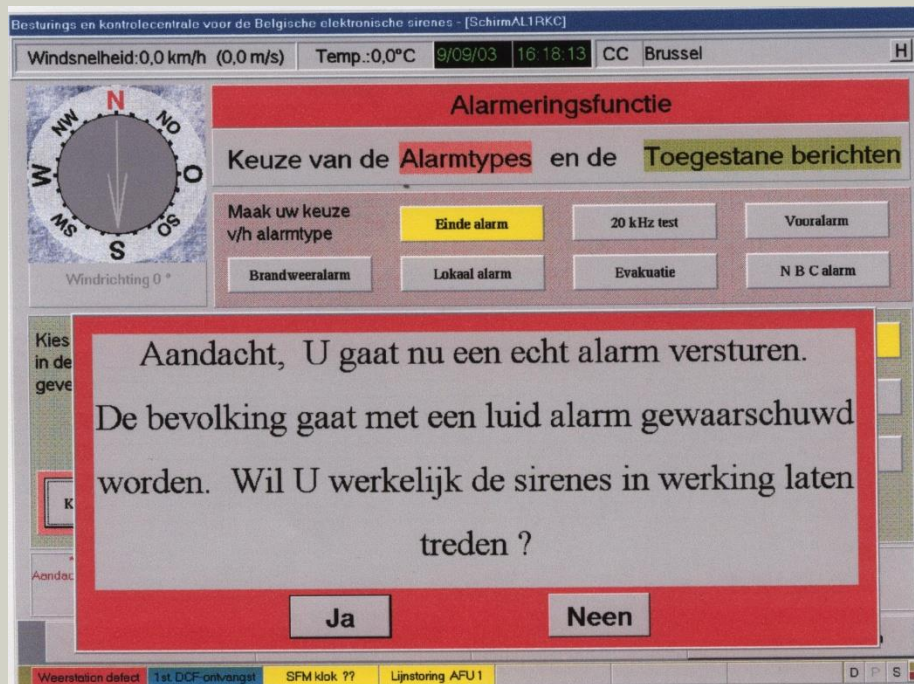 Besturings en kontrolecentrale voor de Belgische elektronische sirenes - [SchirmAL1RKC]
Windsnelheid:0,0 km/h (0,0 m/s) Temp.:0,0°C 9/09/03 16:18:13 CC Brussel H
Alarmeringsfunctie
Keuze van de Alarmtypes en de Toegestane berichten
N
NO
O
SO
S
SW
W
NW
Windrichting 0 °
Maak uw keuze
v/h alarmtype
Einde alarm 20 kHz test Vooralarm
Brandweeralarm Lokaal alarm Evakuatie N B C alarm
Kies
in de
geve
K
Aandac
Aandacht, U gaat nu een echt alarm versturen.
De bevolking gaat met een luid alarm gewaarschuwd
worden. Wil U werkelijk de sirenes in werking laten
treden ?
Ja Neen
Weerstation defect 1st DCF-ontvangst SFM klok ?? Lijnstoring AFU 1 D P S